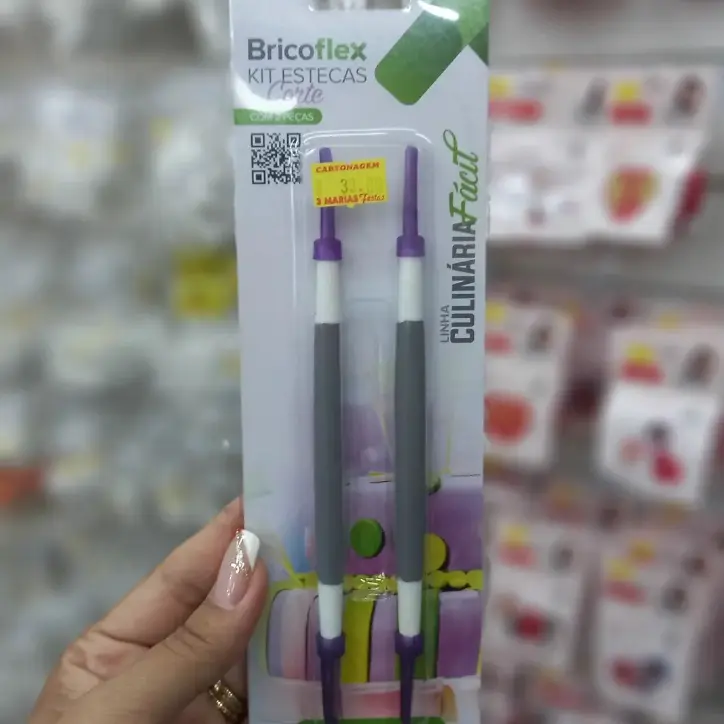 Bricoflex
KIT ESTECAS
Corte
COM 2 PEÇAS
CARTONAGEM
3 MARIAS Festas
LINHA
CULINÁRIA Fácil